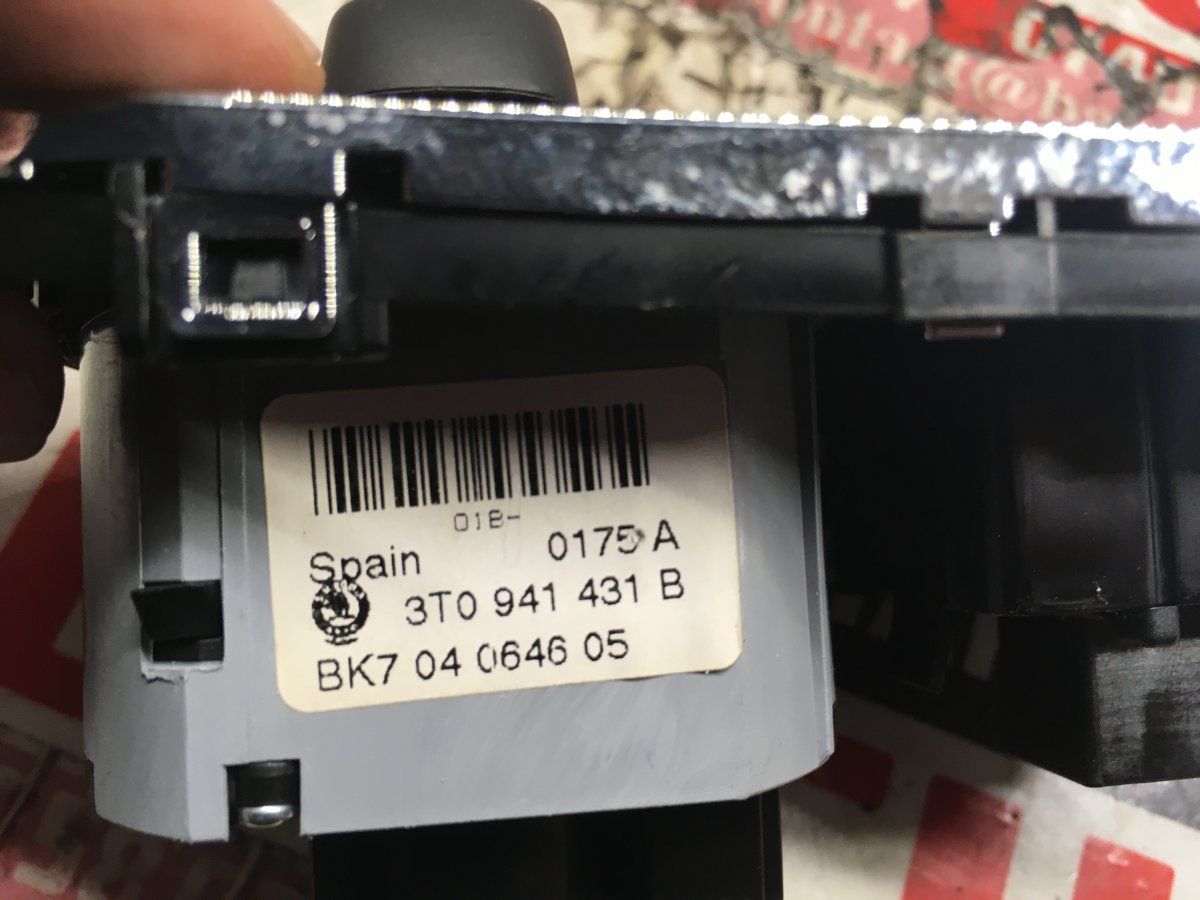 01B-
Spain 0175 A
3T0 941 431 B
BK7 04 0646 05